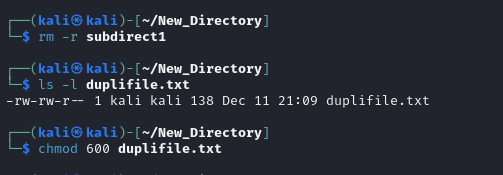 ┌──(kali㉿kali)-[~/New_Directory]
└─$ rm -r subdirect1
┌──(kali㉿kali)-[~/New_Directory]
└─$ ls -l duplifile.txt
-rw-rw-r-- 1 kali kali 138 Dec 11 21:09 duplifile.txt
┌──(kali㉿kali)-[~/New_Directory]
└─$ chmod 600 duplifile.txt